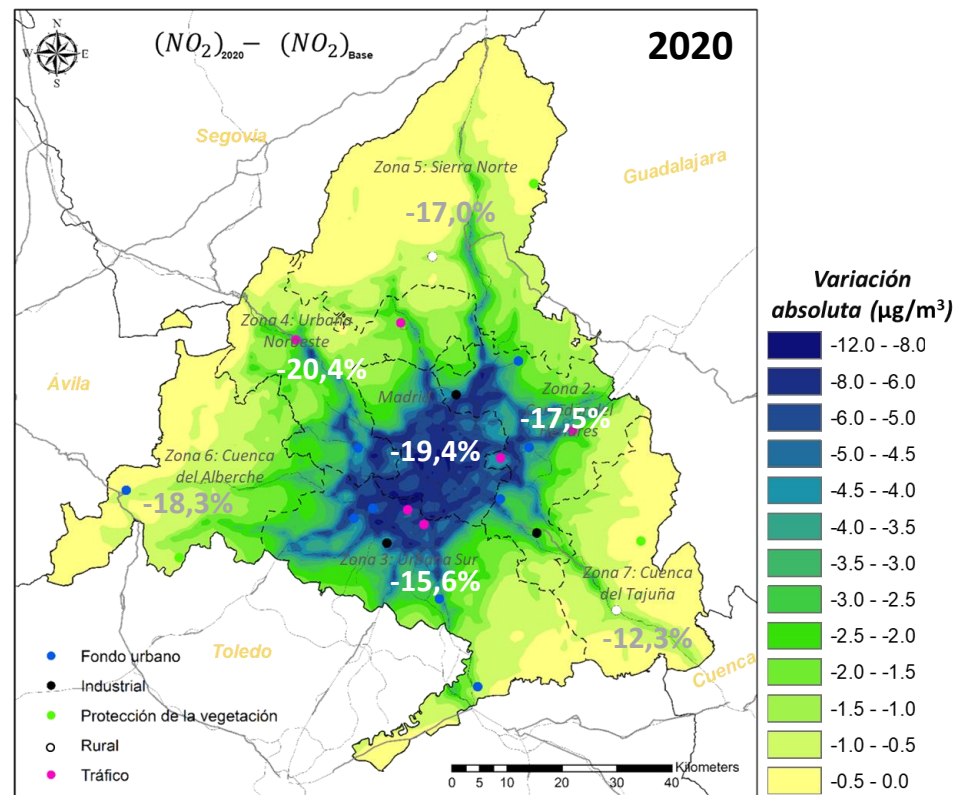 N
W E
S
(NO₂)₂₀₂₀− (NO₂)Base
2020
Segovia
Guadalajara
Zona 5: Sierra Norte
-17,0%
Zona 4: Urbana
Noroeste
-20,4%
Ávila
Madrid
Zona 2:
del
-17,5%
-19,4%
Zona 6: Cuenca
del Alberche
-18,3%
Zona 3: Urbana Sur
-15,6%
Zona 7: Cuenca
del Tajuña
-12,3%
Toledo
Cuenca
Fondo urbano
Industrial
Protección de la vegetación
Rural
Tráfico
Kilometers
0 5 10 20 30 40
Variación
absoluta (µg/m³)
-12.0 - -8.0
-8.0 - -6.0
-6.0 - -5.0
-5.0 - -4.5
-4.5 - -4.0
-4.0 - -3.5
-3.5 - -3.0
-3.0 - -2.5
-2.5 - -2.0
-2.0 - -1.5
-1.5 - -1.0
-1.0 - -0.5
-0.5 - 0.0